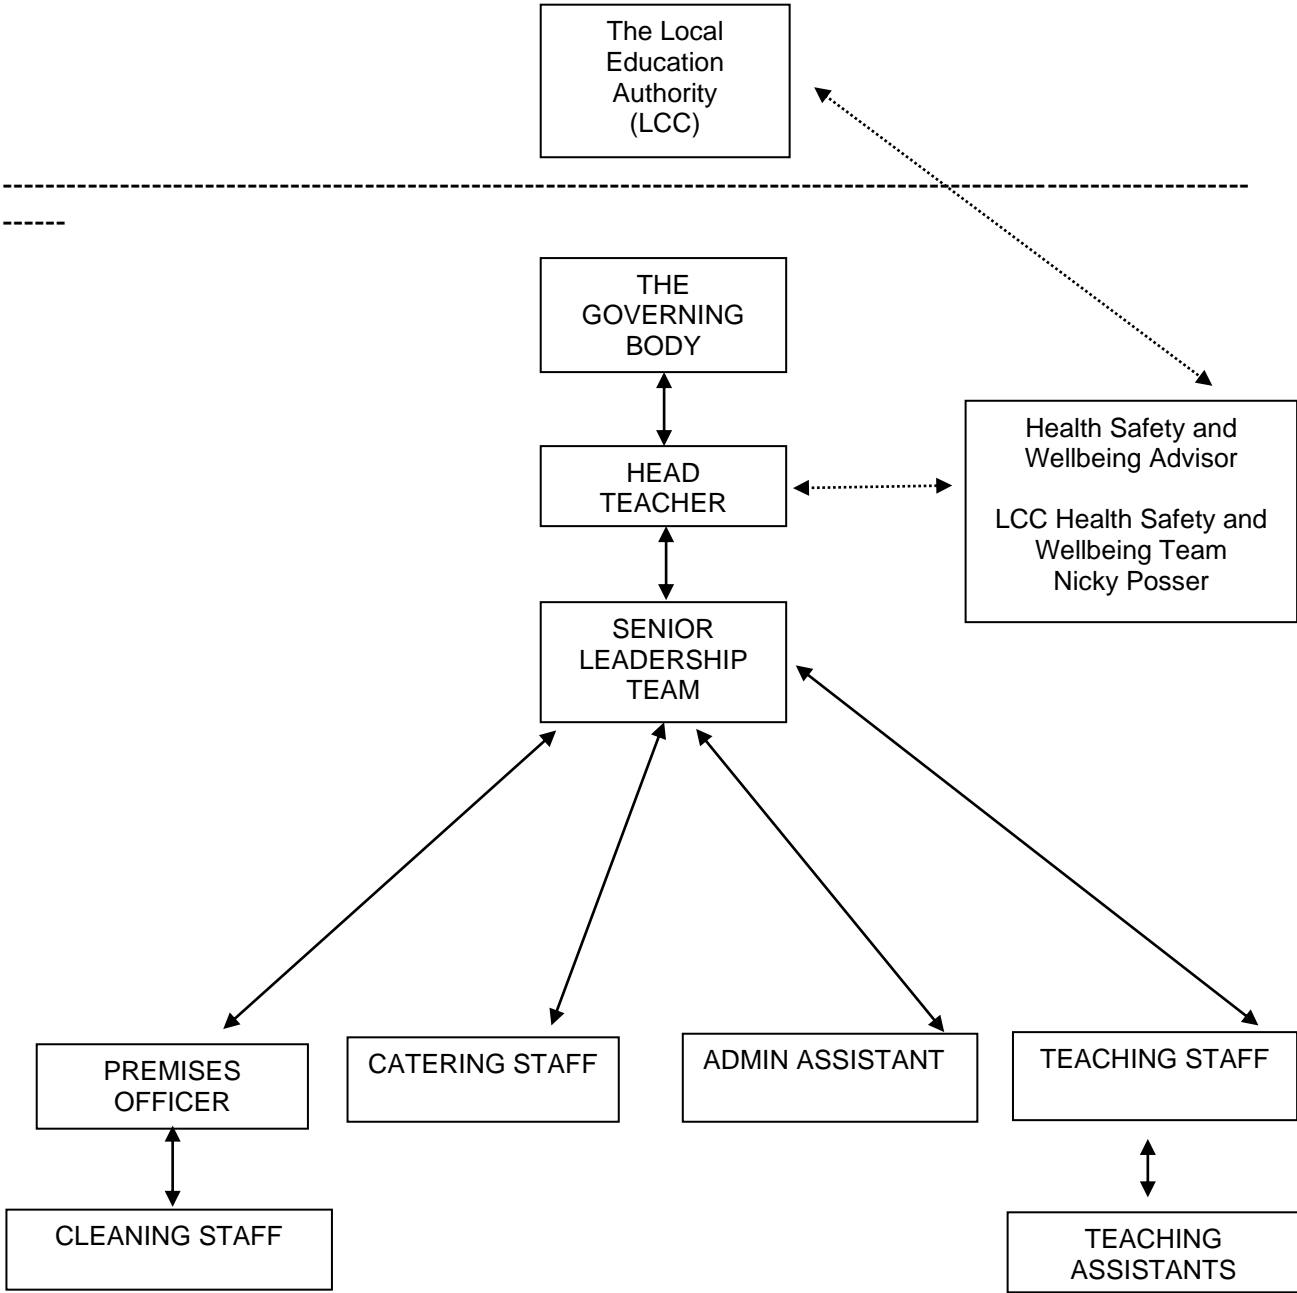 The Local
Education
Authority
(LCC)
THE
GOVERNING
BODY
HEAD
TEACHER
Health Safety and
Wellbeing Advisor
LCC Health Safety and
Wellbeing Team
Nicky Posser
SENIOR
LEADERSHIP
TEAM
PREMISES
OFFICER
CATERING STAFF
ADMIN ASSISTANT
TEACHING STAFF
CLEANING STAFF
TEACHING
ASSISTANTS